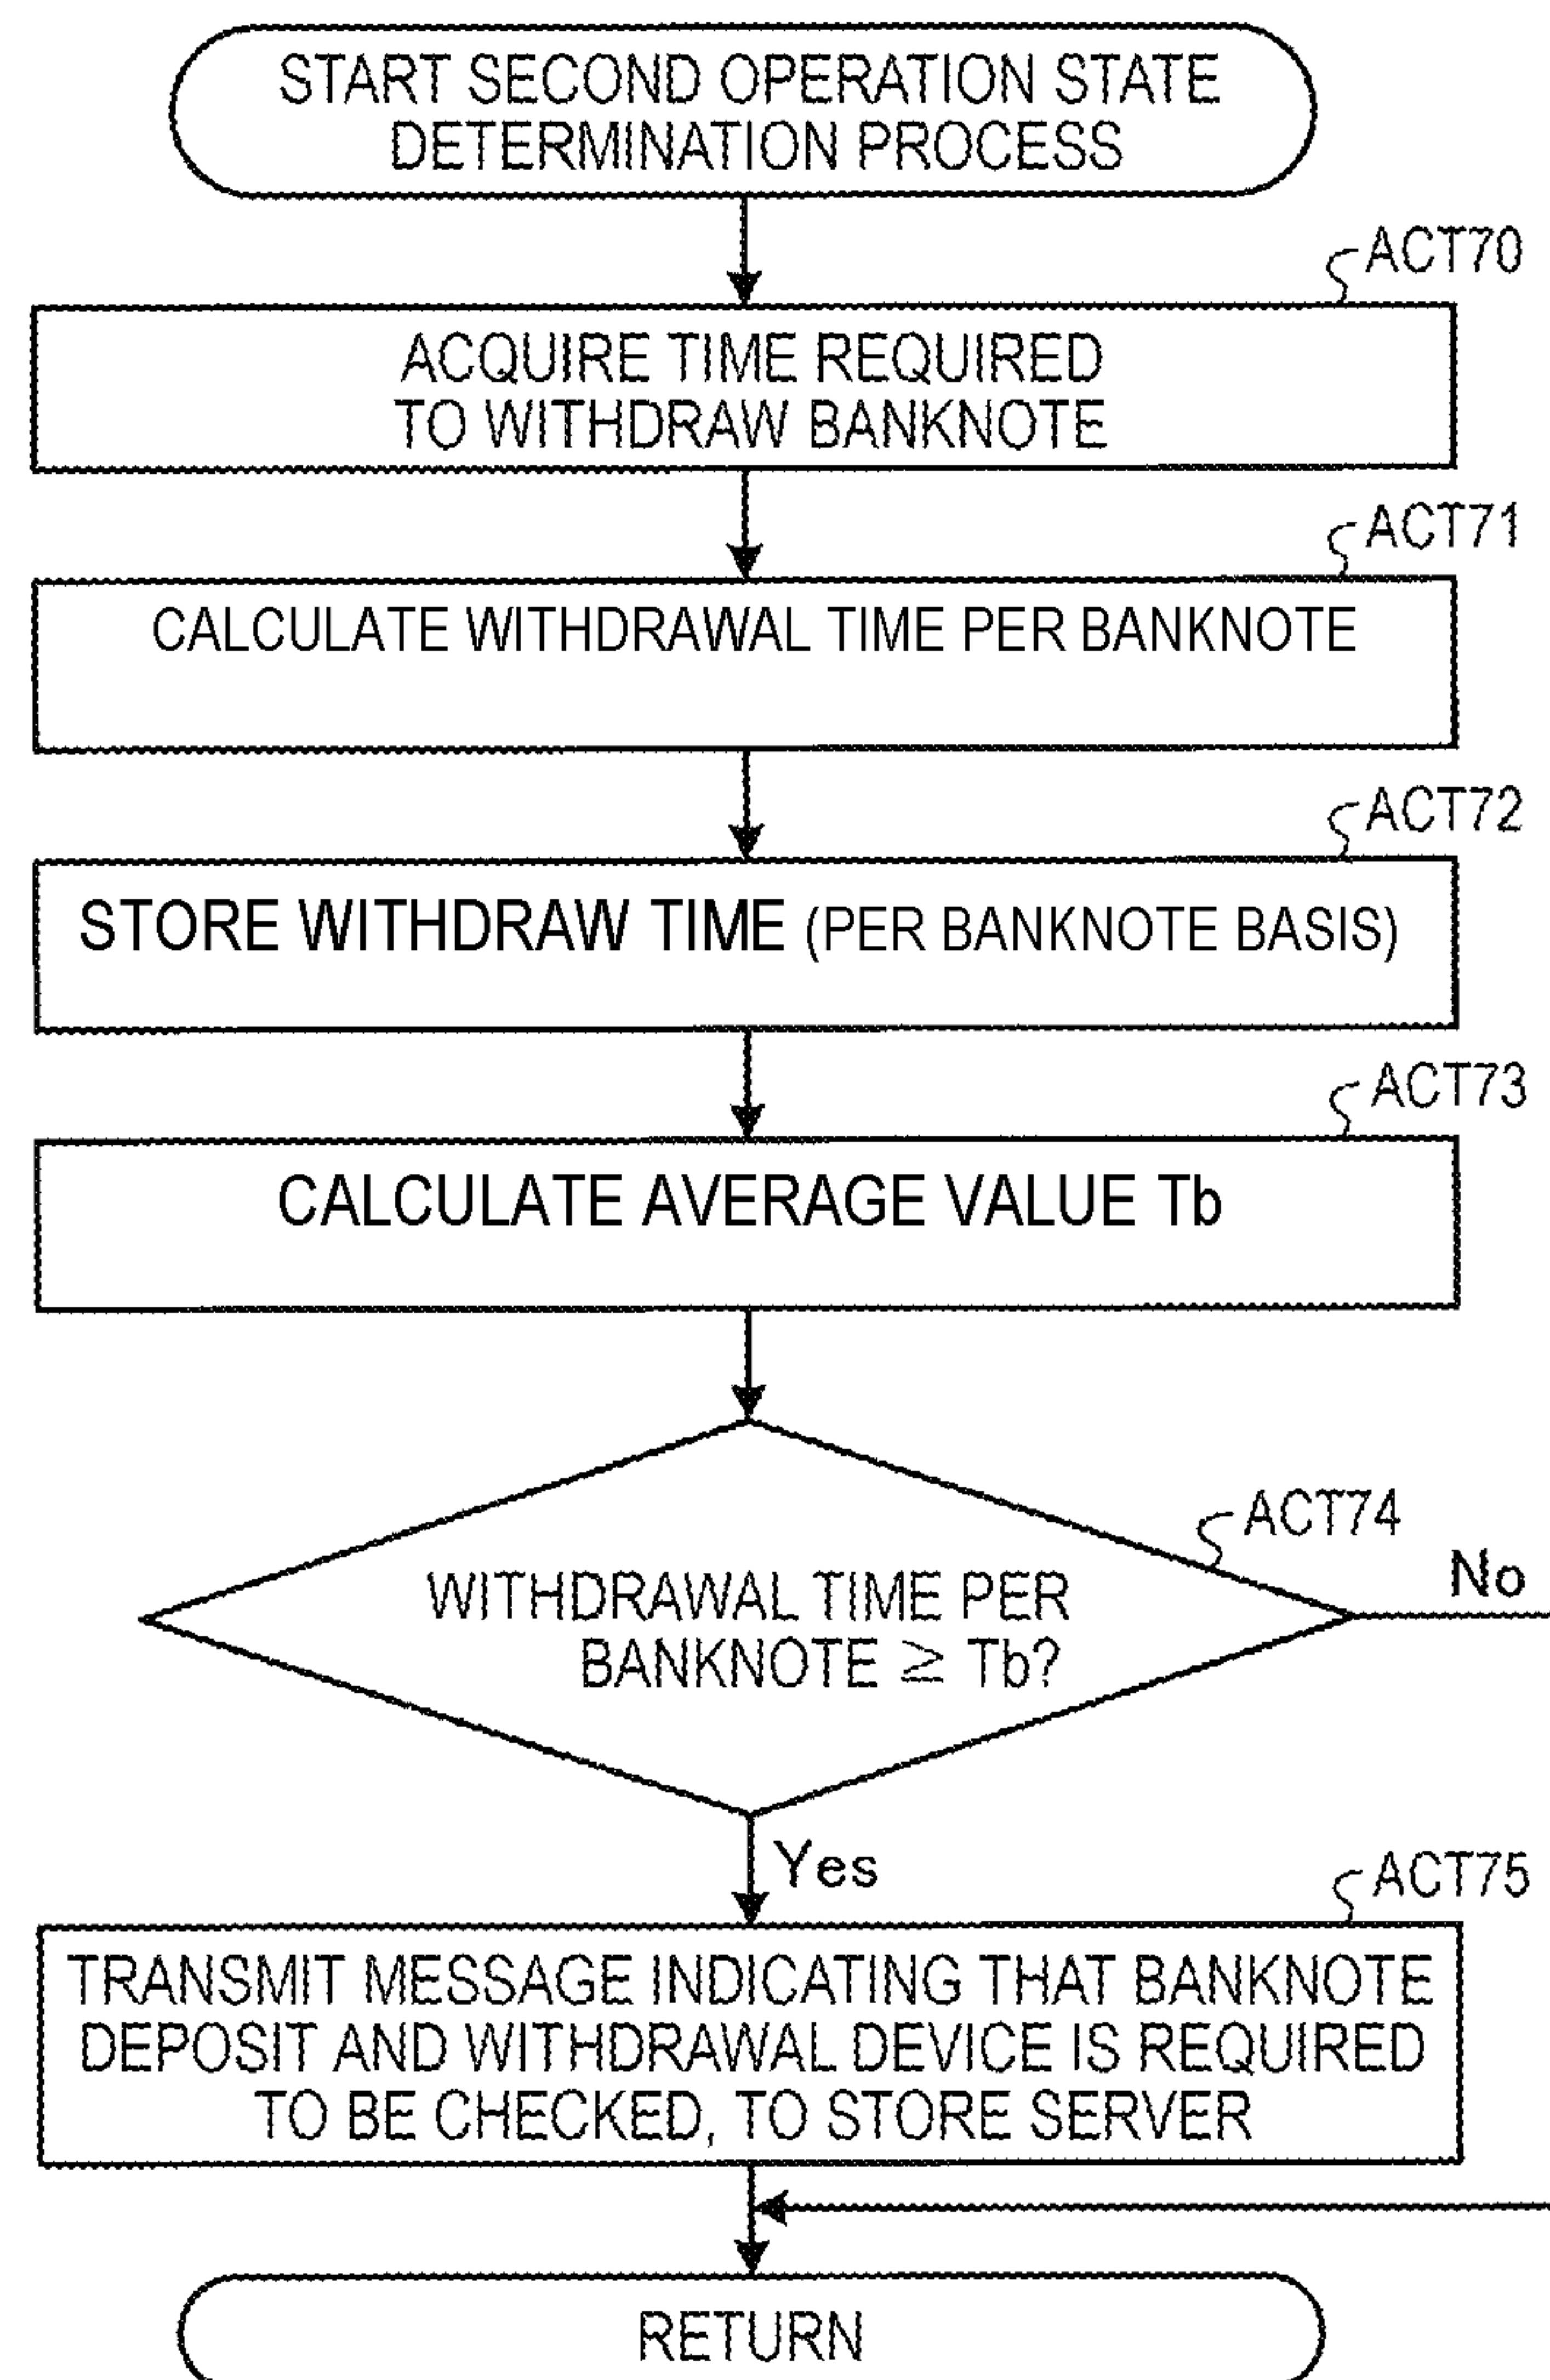 START SECOND OPERATION STATE
DETERMINATION PROCESS
ACT70
ACQUIRE TIME REQUIRED
TO WITHDRAW BANKNOTE
ACT71
CALCULATE WITHDRAWAL TIME PER BANKNOTE
ACT72
STORE WITHDRAW TIME (PER BANKNOTE BASIS)
ACT73
CALCULATE AVERAGE VALUE Tb
ACT74
No
WITHDRAWAL TIME PER
BANKNOTE ≧ Tb?
Yes
ACT75
TRANSMIT MESSAGE INDICATING THAT BANKNOTE
DEPOSIT AND WITHDRAWAL DEVICE IS REQUIRED
TO BE CHECKED, TO STORE SERVER
RETURN